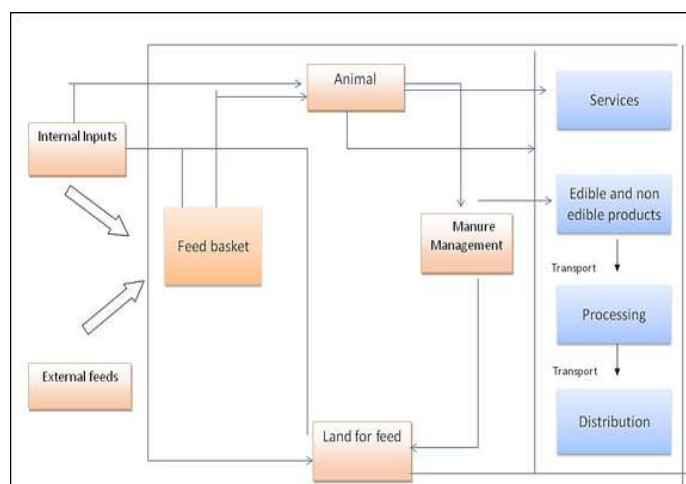 Animal
Services
Internal Inputs
Edible and non
edible products
Feed basket
Manure
Management
Transport
Processing
External feeds
Transport
Land for feed
Distribution